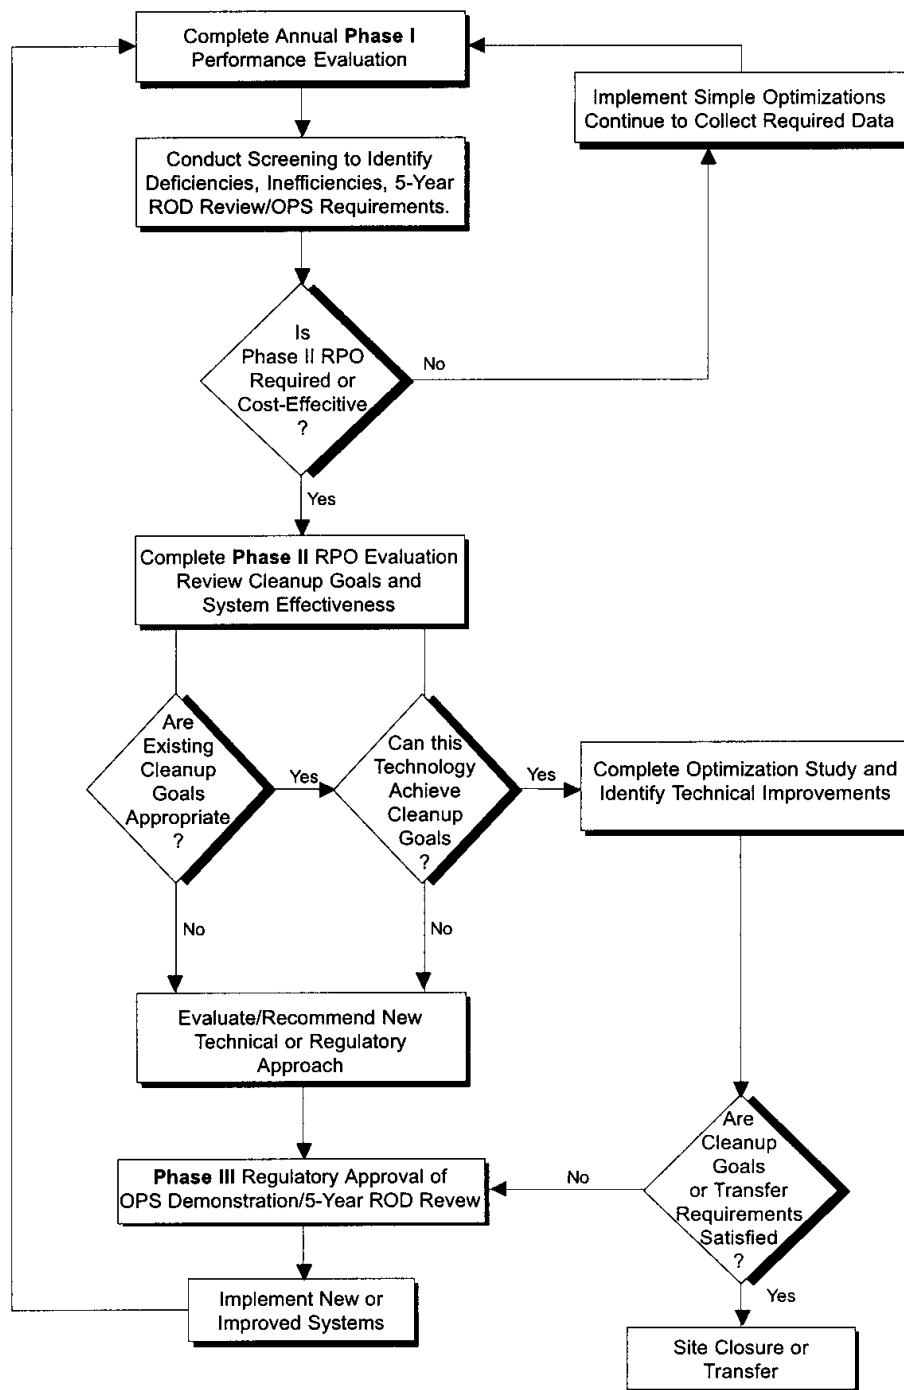 Complete Annual Phase I
Performance Evaluation
Implement Simple Optimizations
Continue to Collect Required Data
Conduct Screening to Identify
Deficiencies, Inefficiencies, 5-Year
ROD Review/OPS Requirements.
Is
Phase II RPO
Required or
Cost-Effecitive
?
No
Yes
Complete Phase II RPO Evaluation
Review Cleanup Goals and
System Effectiveness
Are
Existing
Cleanup
Goals
Appropriate
?
Yes
Can this
Technology
Achieve
Cleanup
Goals
?
Yes
Complete Optimization Study and
Identify Technical Improvements
No
No
Evaluate/Recommend New
Technical or Regulatory
Approach
Are
Cleanup
Goals
or Transfer
Requirements
Satisfied
?
No
Phase III Regulatory Approval of
OPS Demonstration/5-Year ROD Revew
Yes
Implement New or
Improved Systems
Site Closure or
Transfer